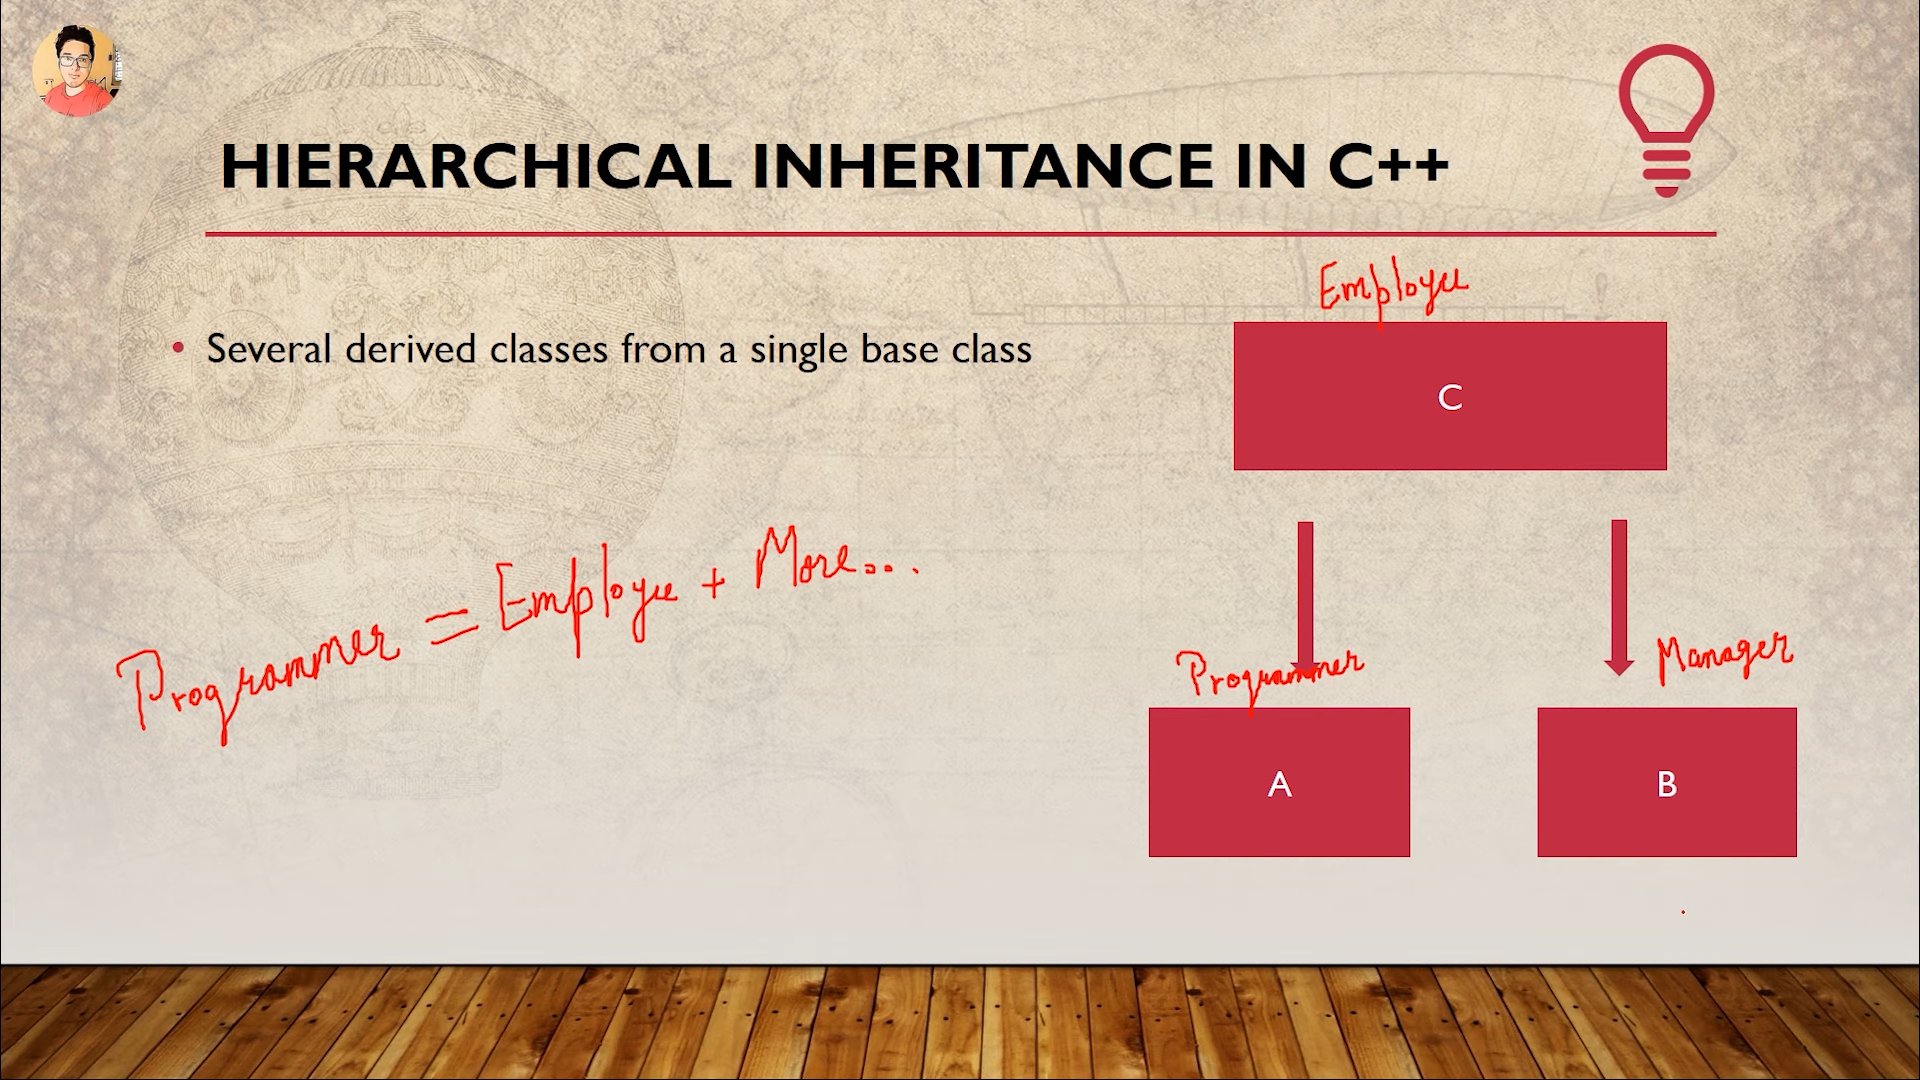 HIERARCHICAL INHERITANCE IN C++
Employee
• Several derived classes from a single base class
C
Programmer = Employee + More...
Programmer
Manager
A
B